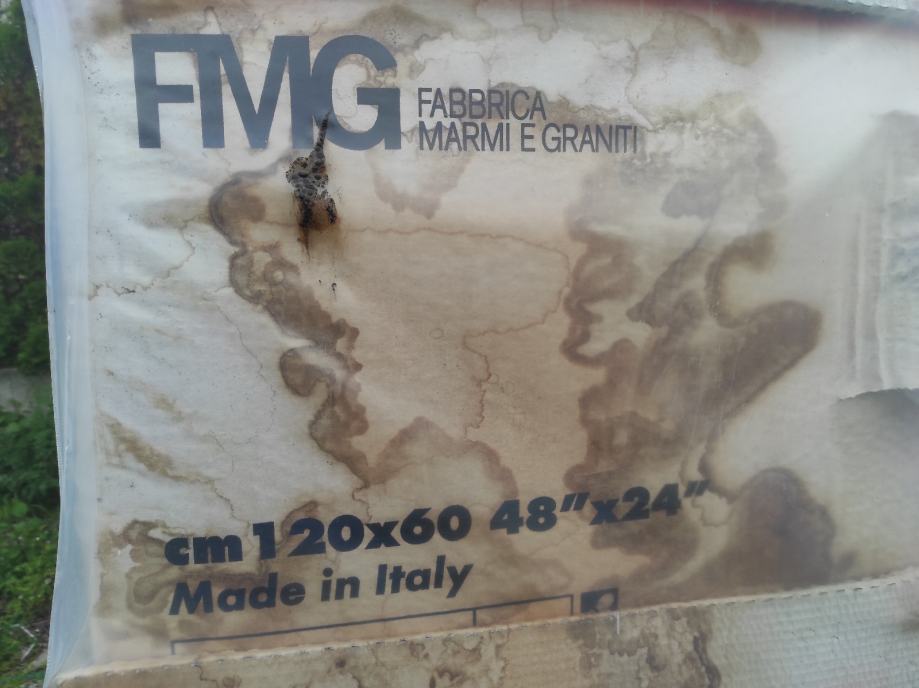 FMG
FABBRICA
MARMI E GRANITI
cm 120x60 48"x24"
Made in Italy